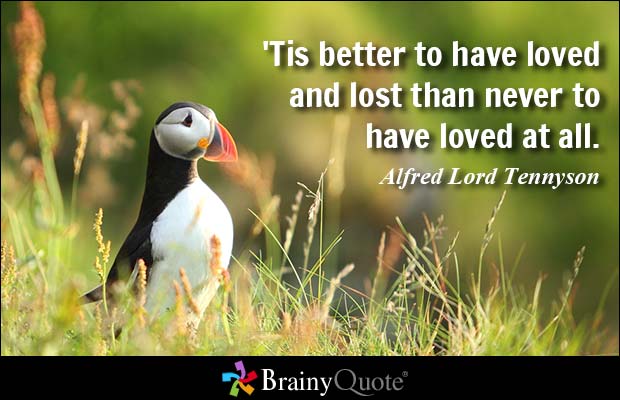 'Tis better to have loved
and lost than never to
have loved at all.
Alfred Lord Tennyson
BrainyQuote®